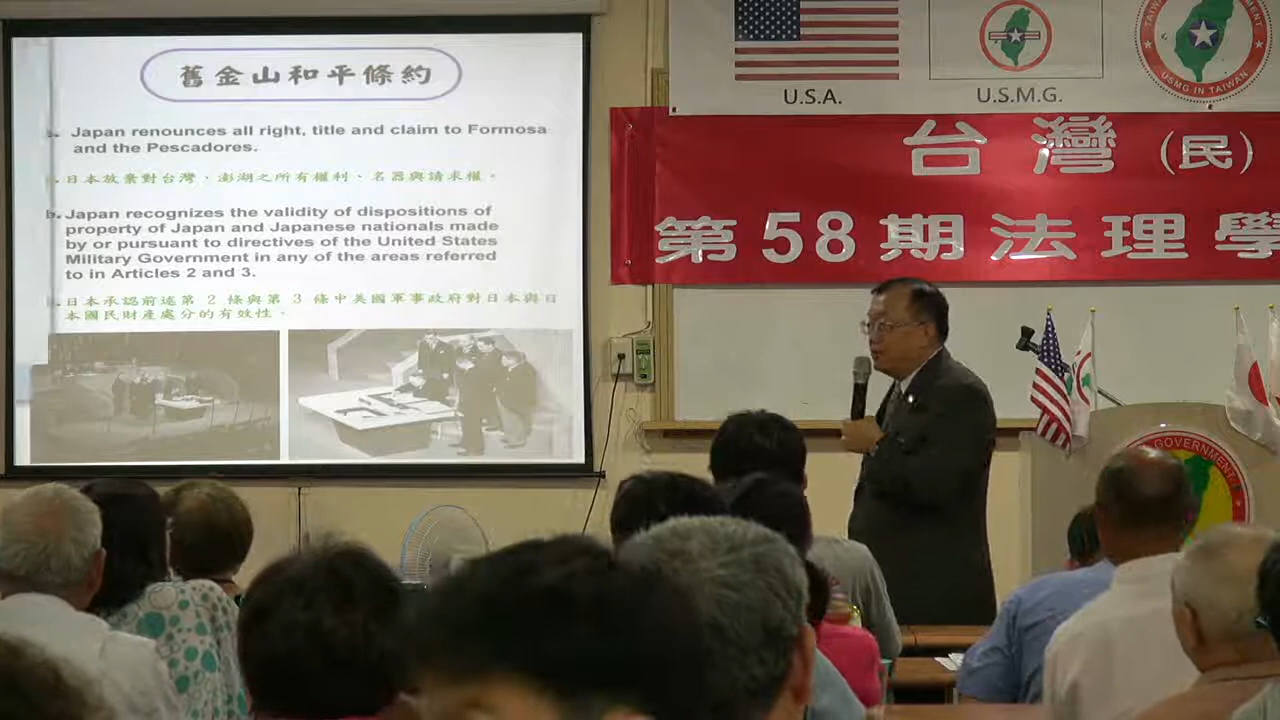 舊金山和平條約
a. Japan renounces all right, title and claim to Formosa
and the Pescadores.
日本放棄對台灣、澎湖之所有權利、名器與請求權。
b. Japan recognizes the validity of dispositions of
property of Japan and Japanese nationals made
by or pursuant to directives of the United States
Military Government in any of the areas referred
to in Articles 2 and 3.
日本承認前述第 2 條與第 3 條中美國軍事政府對日本與日
本國民財產處分的有效性。
U.S.A.
U.S.M.G.
USMG IN TAIWAN
台灣(民)
第58期法理學
GOVERNMENT